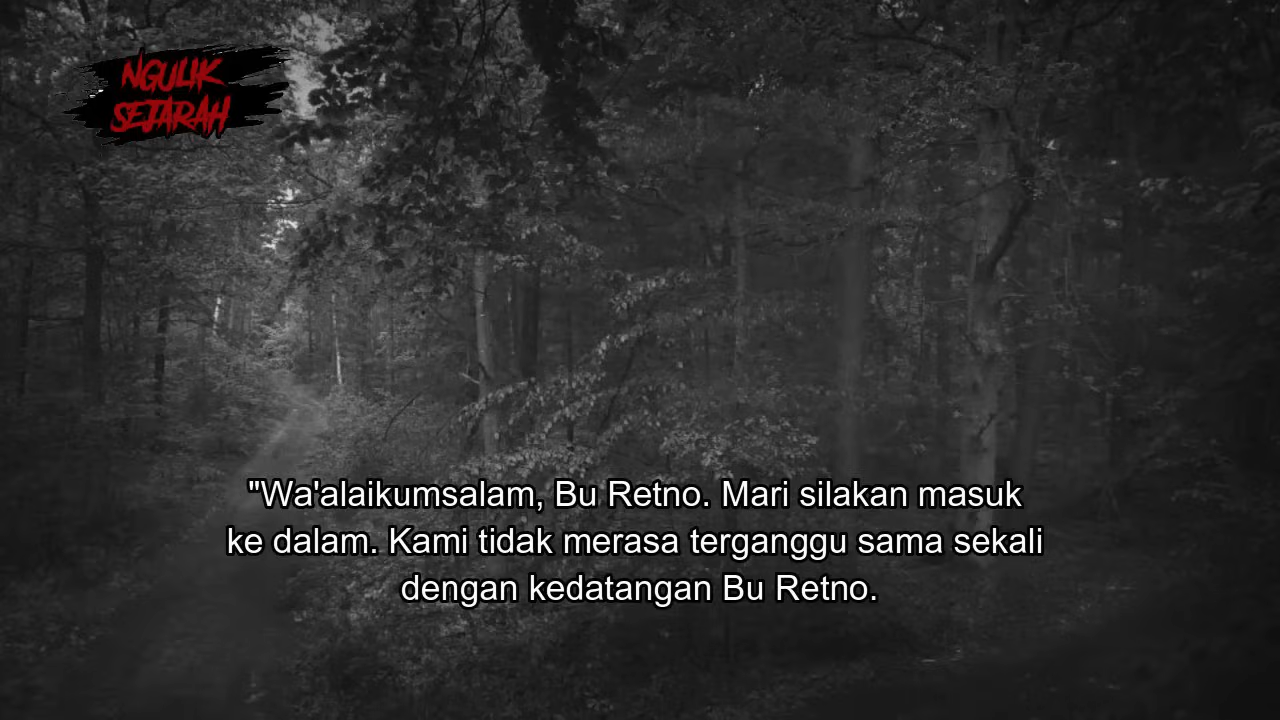 NGULIK
SEJARAH
"Wa'alaikumsalam, Bu Retno. Mari silakan masuk
ke dalam. Kami tidak merasa terganggu sama sekali
dengan kedatangan Bu Retno.